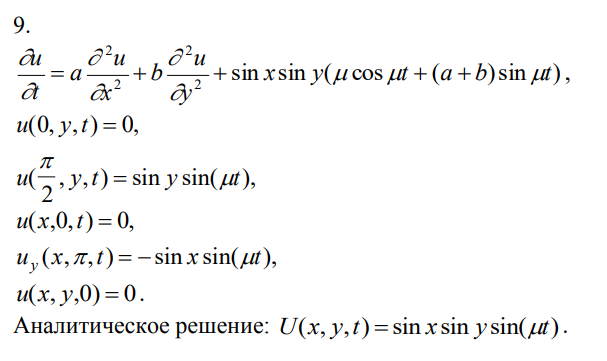 9.
∂u/∂t = a ∂²u/∂x² + b ∂²u/∂y² + sin x sin y(μ cos μt + (a + b) sin μt),
u(0, y, t) = 0,
u(π/2, y, t) = sin y sin(μt),
u(x,0,t) = 0,
u_y(x, π, t) = − sin x sin(μt),
u(x, y,0) = 0.
Аналитическое решение: U(x, y, t) = sin x sin y sin(μt).